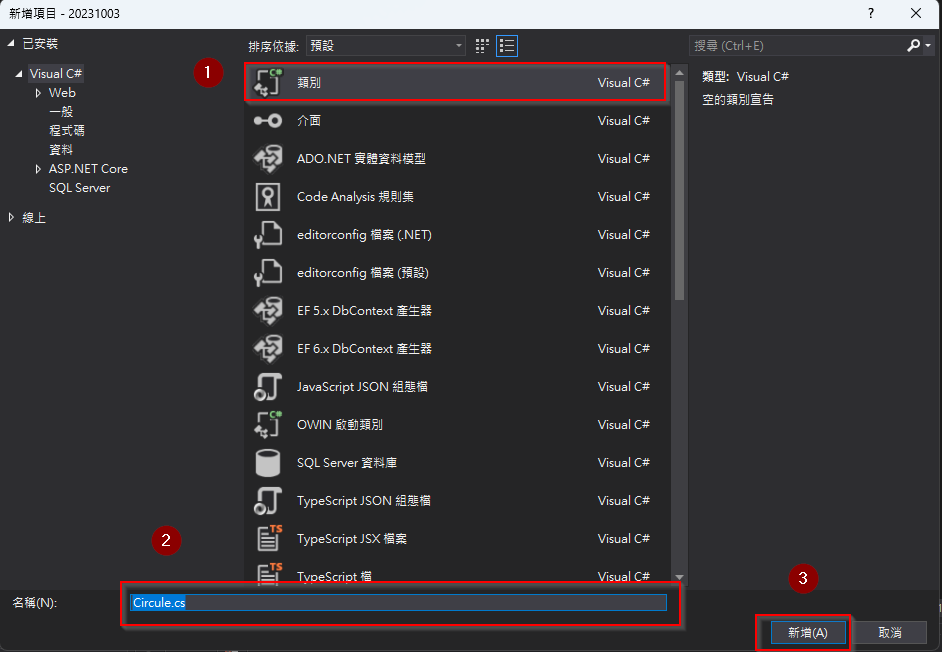 新增項目 - 20231003
?
已安裝
Visual C#
Web
一般
程式碼
資料
ASP.NET Core
SQL Server
線上
排序依據: 預設
1
類別 Visual C#
介面 Visual C#
ADO.NET 實體資料模型 Visual C#
Code Analysis 規則集 Visual C#
editorconfig 檔案 (.NET) Visual C#
editorconfig 檔案 (預設) Visual C#
EF 5.x DbContext 產生器 Visual C#
EF 6.x DbContext 產生器 Visual C#
JavaScript JSON 組態檔 Visual C#
OWIN 啟動類別 Visual C#
SQL Server 資料庫 Visual C#
TypeScript JSON 組態檔 Visual C#
TS
TypeScript JSX 檔案 Visual C#
TS
TypeScript 檔 Visual C#
搜尋 (Ctrl+E)
類型: Visual C#
空的類別宣告
2
名稱(N):
Circule.cs
3
新增(A)
取消